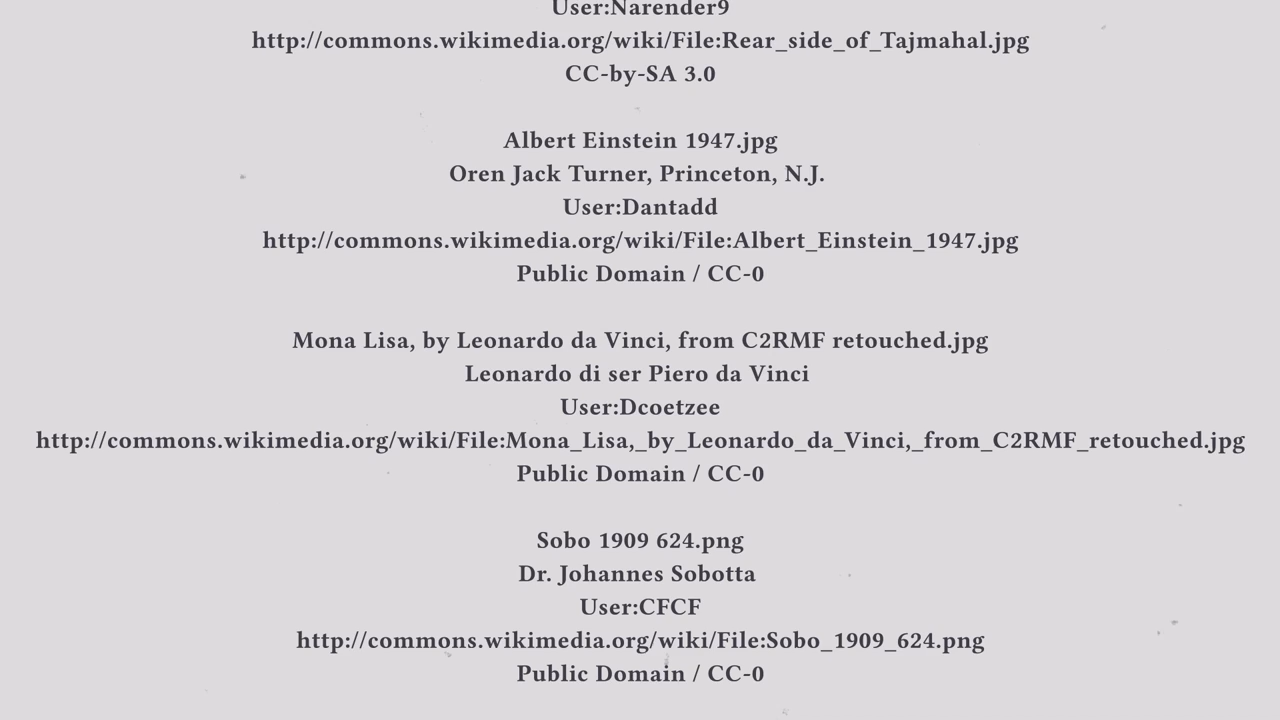 User:Narender9
http://commons.wikimedia.org/wiki/File:Rear_side_of_Tajmahal.jpg
CC-by-SA 3.0
Albert Einstein 1947.jpg
Oren Jack Turner, Princeton, N.J.
User:Dantadd
http://commons.wikimedia.org/wiki/File:Albert_Einstein_1947.jpg
Public Domain / CC-0
Mona Lisa, by Leonardo da Vinci, from C2RMF retouched.jpg
Leonardo di ser Piero da Vinci
User:Dcoetzee
http://commons.wikimedia.org/wiki/File:Mona_Lisa,_by_Leonardo_da_Vinci,_from_C2RMF_retouched.jpg
Public Domain / CC-0
Sobo 1909 624.png
Dr. Johannes Sobotta
User:CFCF
http://commons.wikimedia.org/wiki/File:Sobo_1909_624.png
Public Domain / CC-0